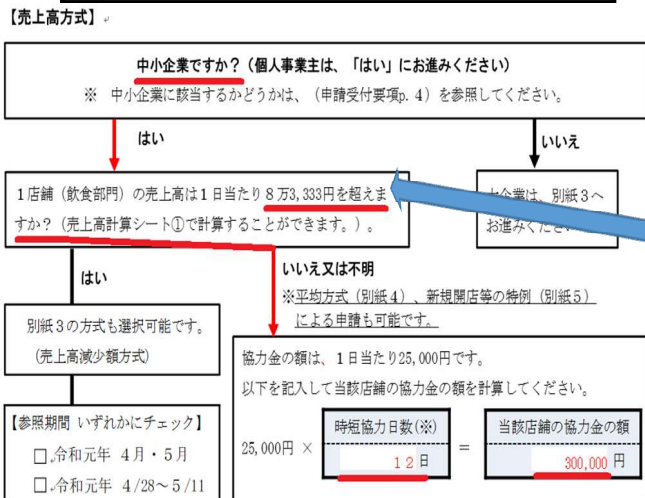 【売上高方式】
中小企業ですか？（個人事業主は、「はい」にお進みください）
※ 中小企業に該当するかどうかは、（申請受付要項p. 4）を参照してください。
はい
いいえ
1店舗（飲食部門）の売上高は1日当たり8万3,333円を超えま
すか？（売上高計算シート①で計算することができます。）。
企業は、別紙3へ
お進みくださ
はい
いいえ又は不明
※平均方式（別紙4）、新規開店等の特例（別紙5）
による申請も可能です。
別紙3の方式も選択可能です。
(売上高減少額方式)
協力金の額は、1日当たり25,000円です。
以下を記入して当該店舗の協力金の額を計算してください。
【参照期間 いずれかにチェック】
□.令和元年 4月・5月
□.令和元年 4/28～5/11
25,000円 ×
時短協力日数(※)
12日
=
当該店舗の協力金の額
300,000 円